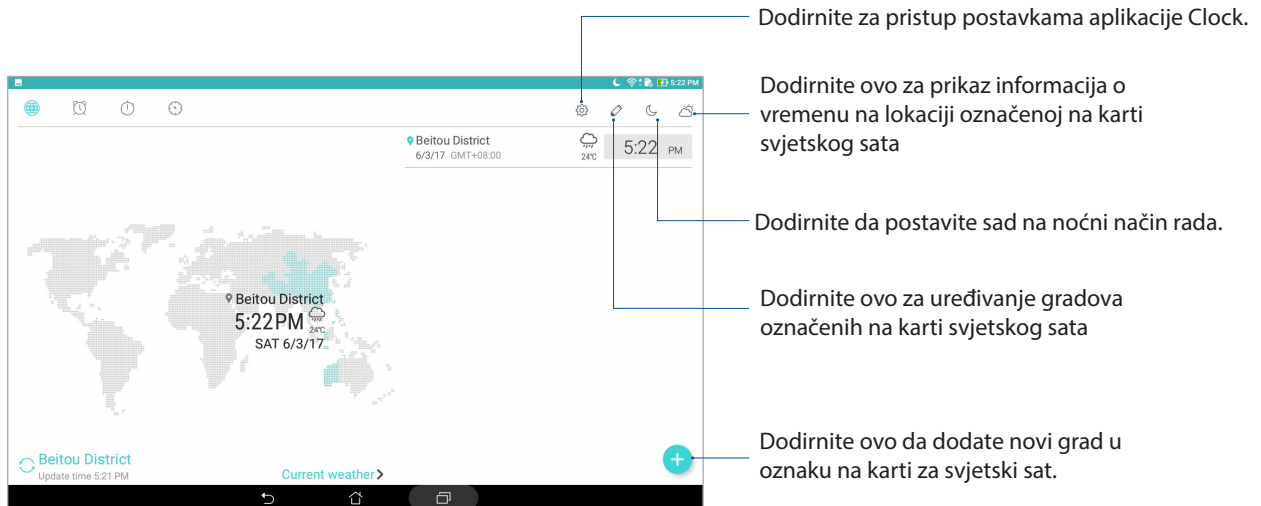 Dodirnite za pristup postavkama aplikacije Clock.
5:22 PM
Dodirnite ovo za prikaz informacija o
vremenu na lokaciji označenoj na karti
svjetskog sata
Beitou District
6/3/17 GMT+08:00
24°C
5:22 PM
Dodirnite da postavite sad na noćni način rada.
Beitou District
5:22PM
24°C
SAT 6/3/17
Dodirnite ovo za uređivanje gradova
označenih na karti svjetskog sata
Dodirnite ovo da dodate novi grad u
oznaku na karti za svjetski sat.
Beitou District
Update time 5:21 PM
Current weather